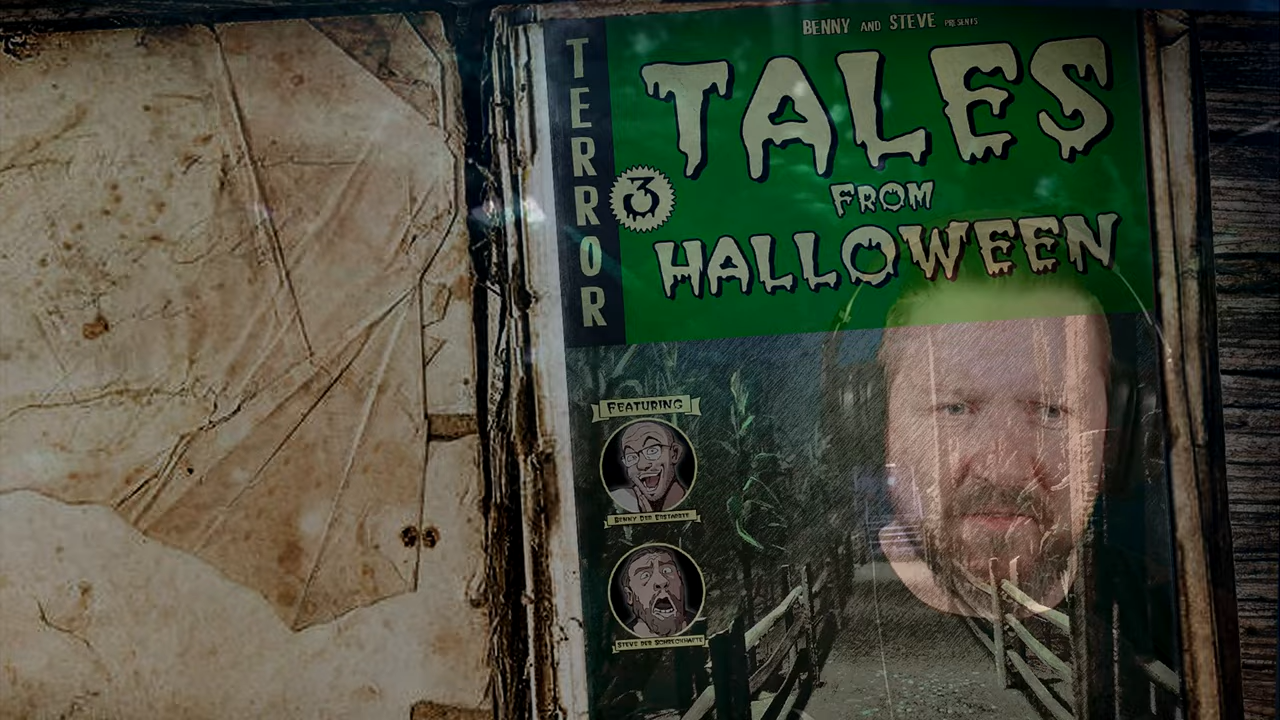 BENNY AND STEVE PRESENTS
TALES
FROM
HALLOWEEN
TERROR
3
FEATURING
BENNY DER ERSTARRTE
STEVE DER SCHRECKHAFTE